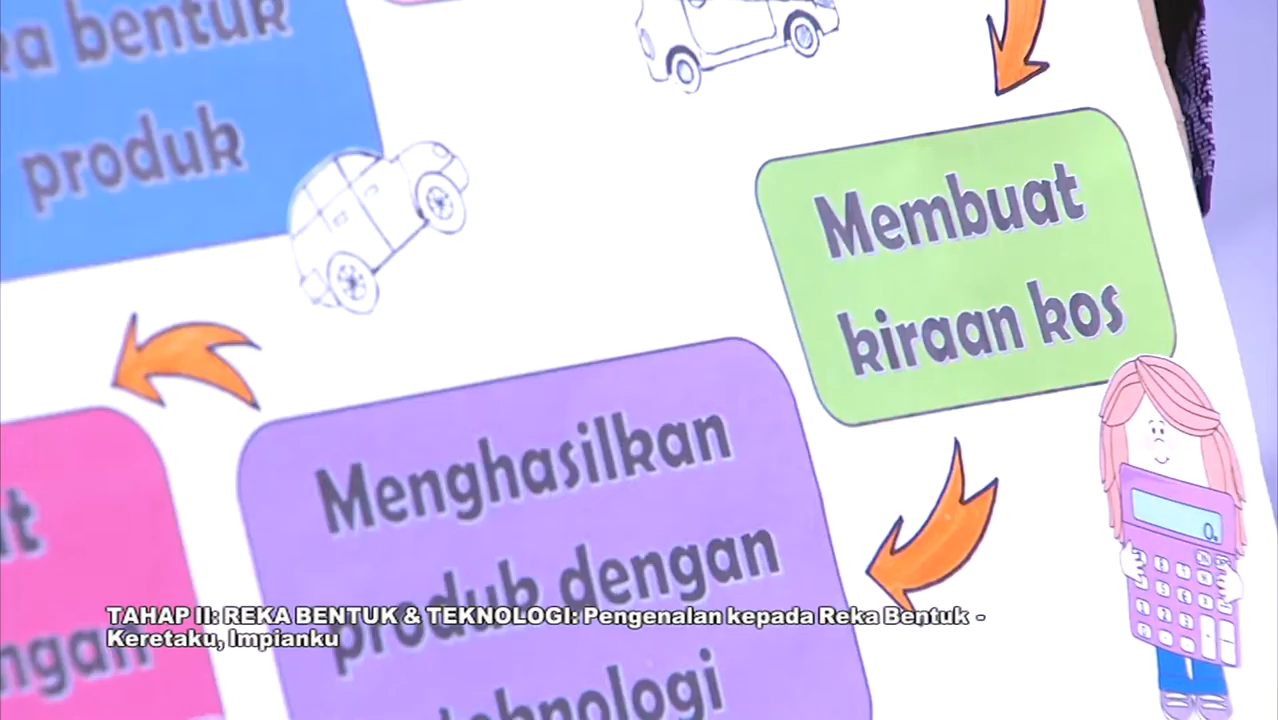 bentuk
produk
Membuat
kiraan kos
Menghasilkan
produk dengan
teknologi
0.
TAHAP II: REKA BENTUK & TEKNOLOGI: Pengenalan kepada Reka Bentuk -
Keretaku, Impianku